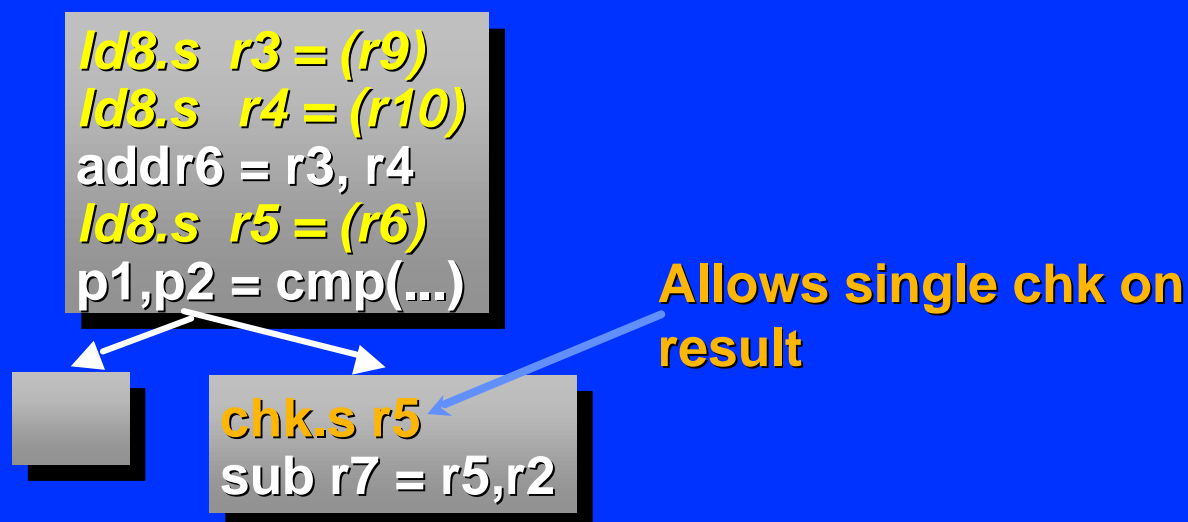 ld8.s r3 = (r9)
ld8.s r4 = (r10)
addr6 = r3, r4
ld8.s r5 = (r6)
p1,p2 = cmp(...)
Allows single chk on
result
chk.s r5
sub r7 = r5,r2